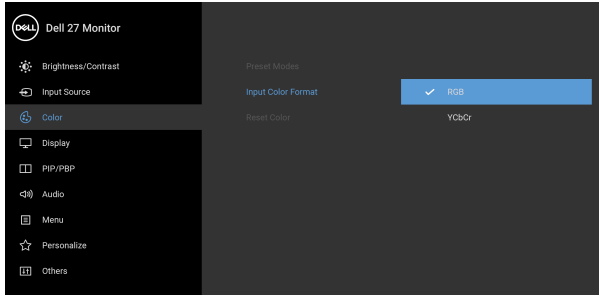 DELL Dell 27 Monitor
Brightness/Contrast Preset Modes
Input Source Input Color Format RGB
Color Reset Color YCbCr
Display
PIP/PBP
Audio
Menu
Personalize
Others